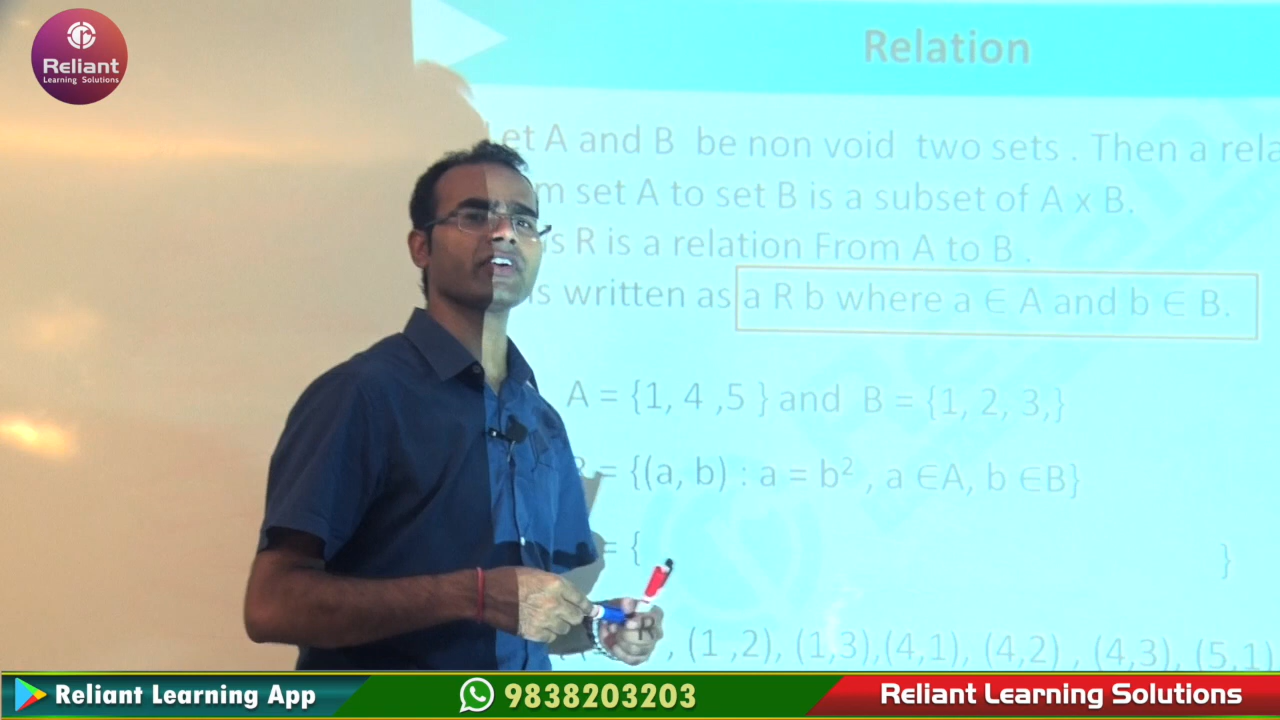 Reliant
Learning Solutions
Relation
et A and B be non void two sets . Then a rela
m set A to set B is a subset of A x B.
s R is a relation From A to B .
is written as a R b where a ∈ A and b ∈ B.
A = {1, 4 ,5 } and B = {1, 2, 3,}
= {(a, b) : a = b² , a ∈A, b ∈B}
= { }
R
, (1 ,2), (1,3),(4,1), (4,2) , (4,3), (5,1)
Reliant Learning App
9838203203
Reliant Learning Solutions